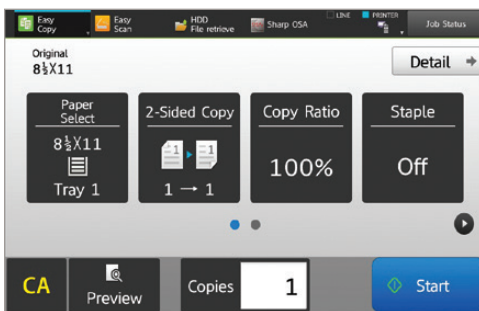 Easy
Copy
Easy
Scan
HDD
File retrieve
Sharp OSA
LINE
PRINTER
Job Status
Original
8½X11
Detail
Paper
Select
8½X11
Tray 1
2-Sided Copy
1 1
1 → 1
Copy Ratio
100%
Staple
Off
CA
Preview
Copies
1
Start